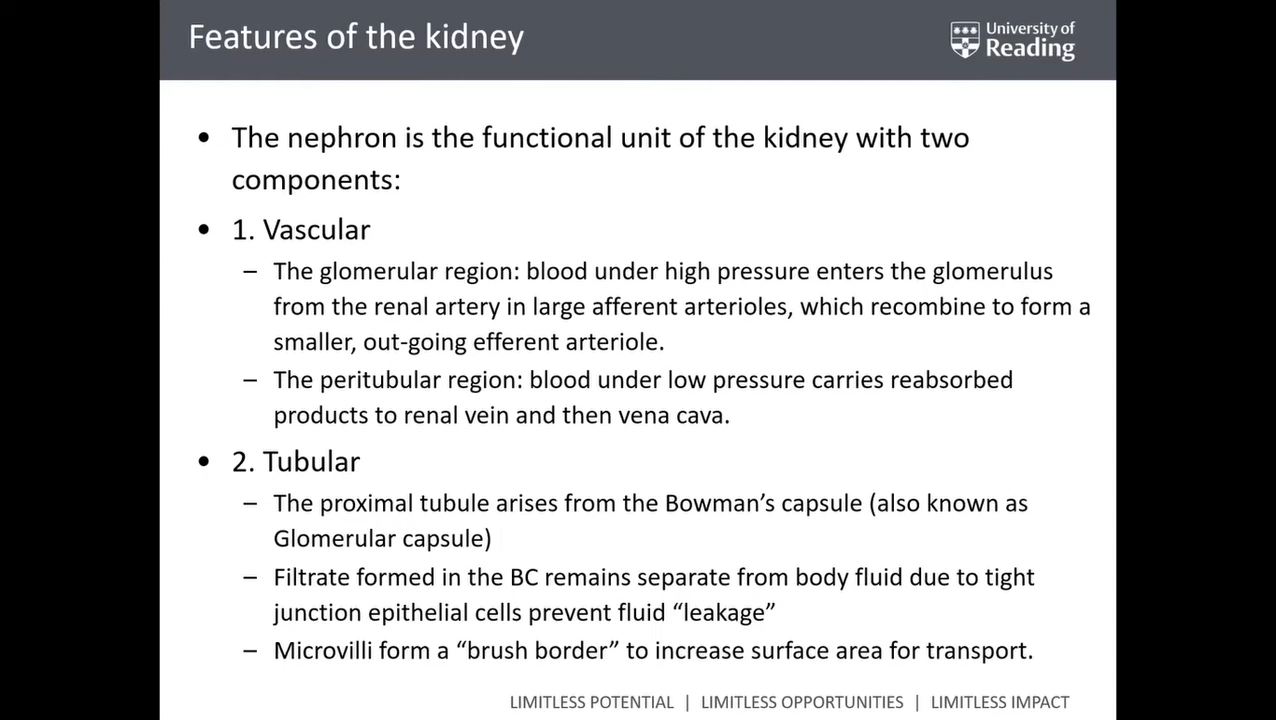 Features of the kidney
University of
Reading
• The nephron is the functional unit of the kidney with two
components:
• 1. Vascular
– The glomerular region: blood under high pressure enters the glomerulus
from the renal artery in large afferent arterioles, which recombine to form a
smaller, out-going efferent arteriole.
– The peritubular region: blood under low pressure carries reabsorbed
products to renal vein and then vena cava.
• 2. Tubular
– The proximal tubule arises from the Bowman’s capsule (also known as
Glomerular capsule)
– Filtrate formed in the BC remains separate from body fluid due to tight
junction epithelial cells prevent fluid “leakage”
– Microvilli form a “brush border” to increase surface area for transport.
LIMITLESS POTENTIAL | LIMITLESS OPPORTUNITIES | LIMITLESS IMPACT